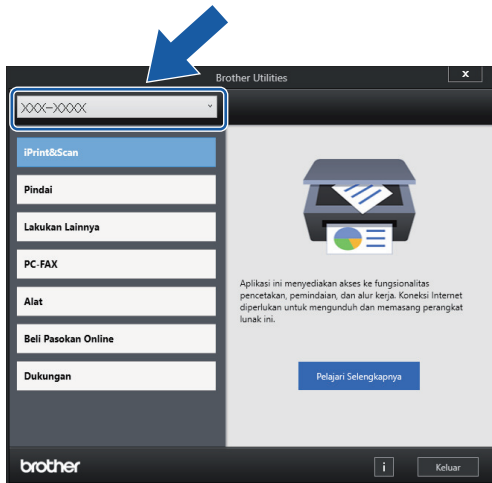 Brother Utilities
x
XXX-XXXX
iPrint&Scan
Pindai
Lakukan Lainnya
PC-FAX
Alat
Beli Pasokan Online
Dukungan
Aplikasi ini menyediakan akses ke fungsionalitas
pencetakan, pemindaian, dan alur kerja. Koneksi Internet
diperlukan untuk mengunduh dan memasang perangkat
lunak ini.
Pelajari Selengkapnya
brother
i
Keluar